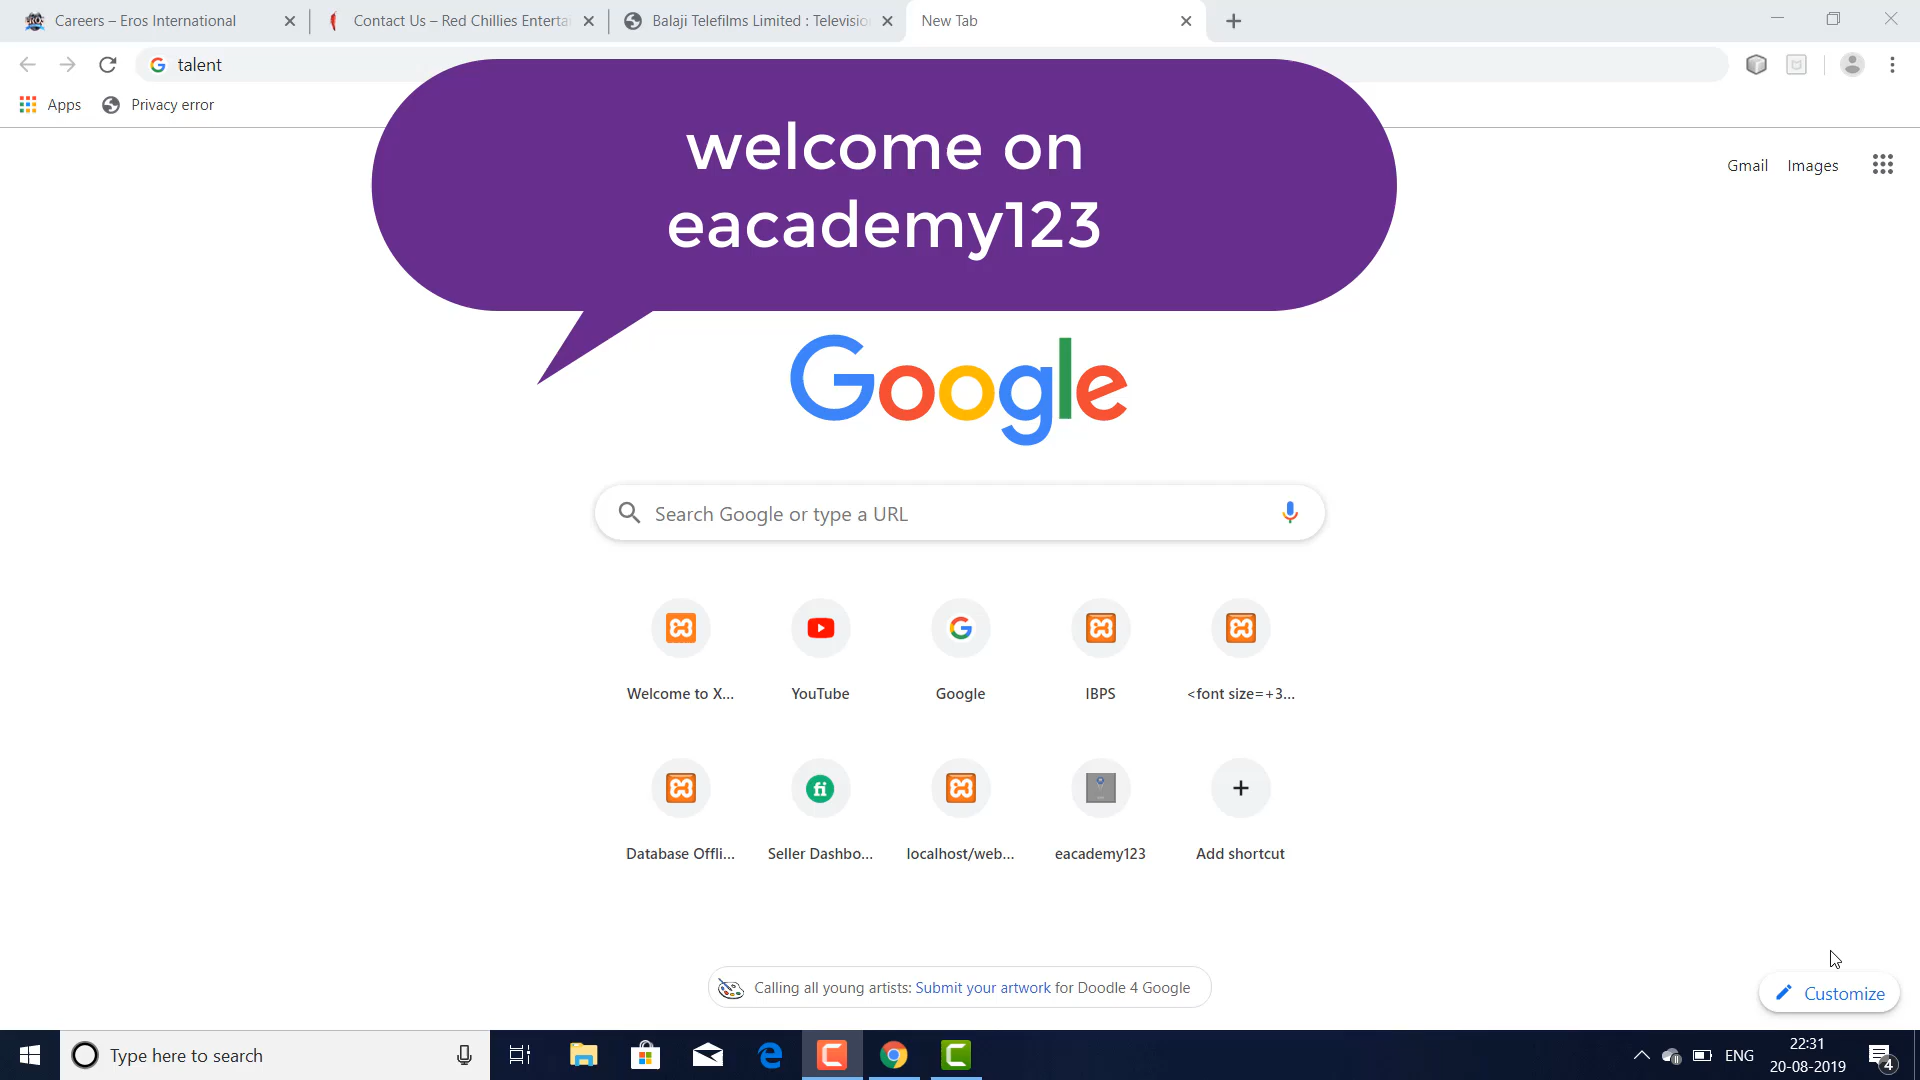 Careers – Eros International
Contact Us – Red Chillies Enterta
Balaji Telefilms Limited : Televisio
New Tab
talent
Apps
Privacy error
welcome on
eacademy123
Gmail
Images
Google
Search Google or type a URL
Welcome to X...
YouTube
Google
IBPS
<font size=+3...
Database Offli...
Seller Dashbo...
localhost/web...
eacademy123
Add shortcut
Calling all young artists: Submit your artwork for Doodle 4 Google
Customize
Type here to search
ENG
22:31
20-08-2019
4